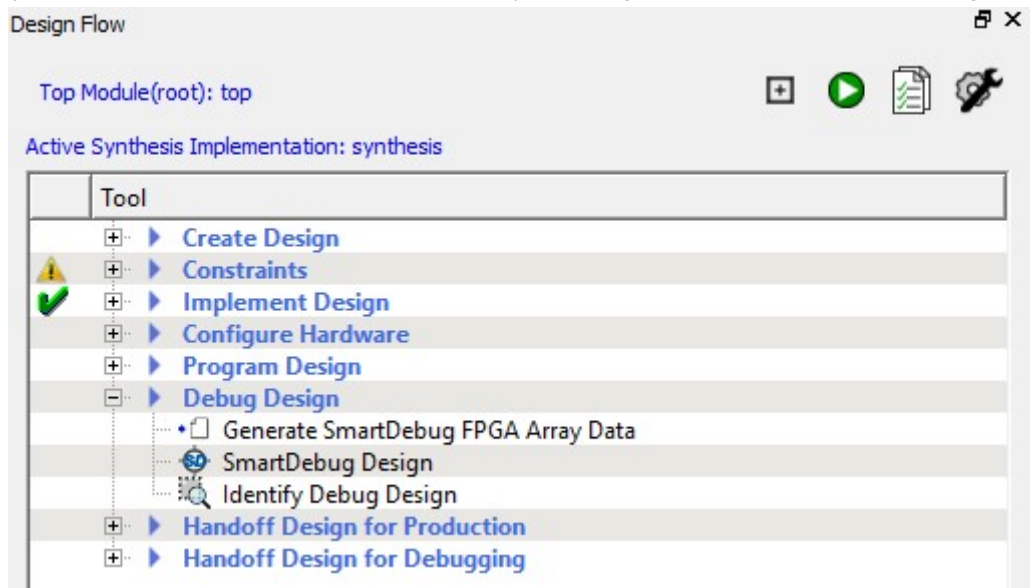 Design Flow
Top Module(root): top
Active Synthesis Implementation: synthesis
Tool
Create Design
Constraints
Implement Design
Configure Hardware
Program Design
Debug Design
Generate SmartDebug FPGA Array Data
SD SmartDebug Design
Identify Debug Design
Handoff Design for Production
Handoff Design for Debugging